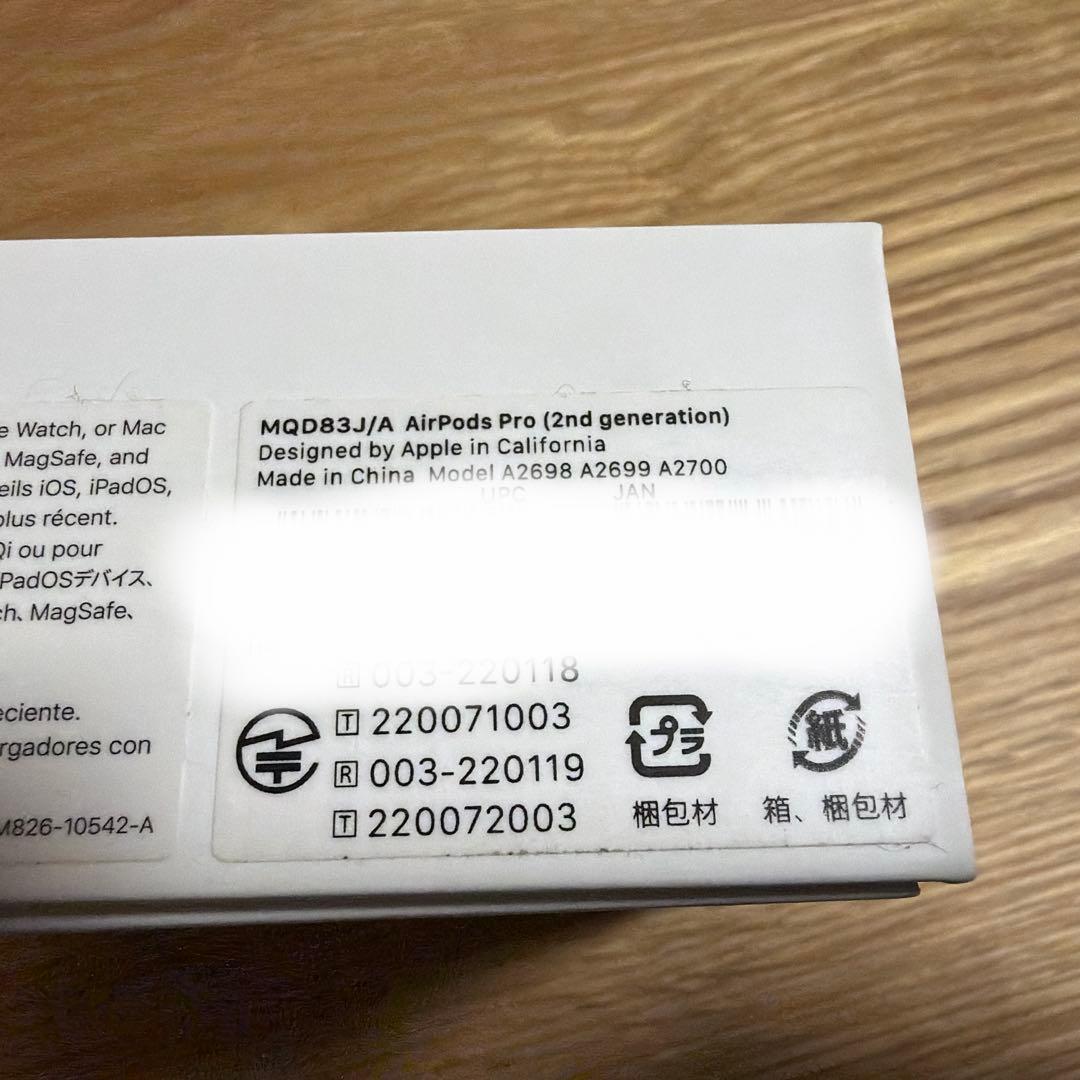 e Watch, or Mac
MagSafe, and
eils iOS, iPadOS,
plus récent.
Qi ou pour
PadOSデバイス、
ch、MagSafe、
eciente.
rgadores con
M826-10542-A
MQD83J/A AirPods Pro (2nd generation)
Designed by Apple in California
Made in China Model A2698 A2699 A2700
UPC JAN
R 003-220118
T 220071003
R 003-220119
T 220072003
プラ
梱包材
紙
箱、梱包材